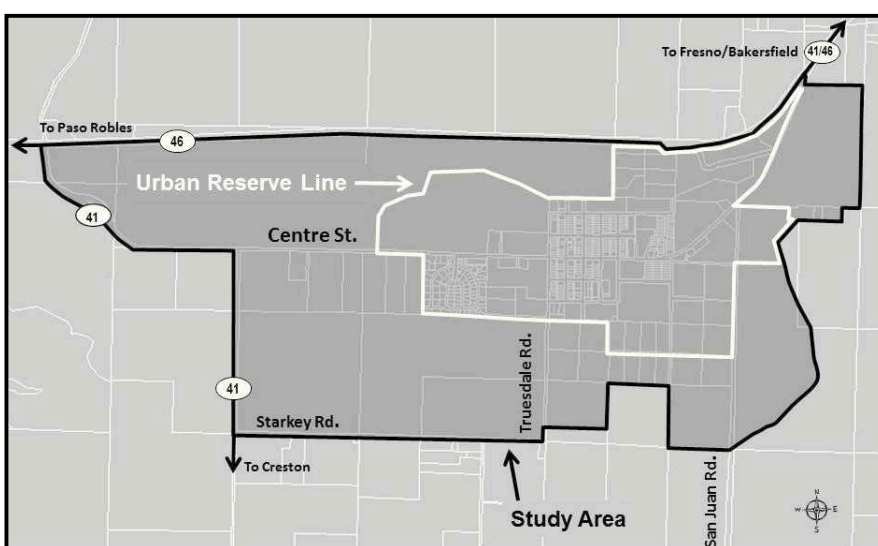 To Fresno/Bakersfield
41/46
To Paso Robles
46
Urban Reserve Line
41
Centre St.
Truesdale Rd.
41
Starkey Rd.
To Creston
Study Area
San Juan Rd.
N
W
E
S